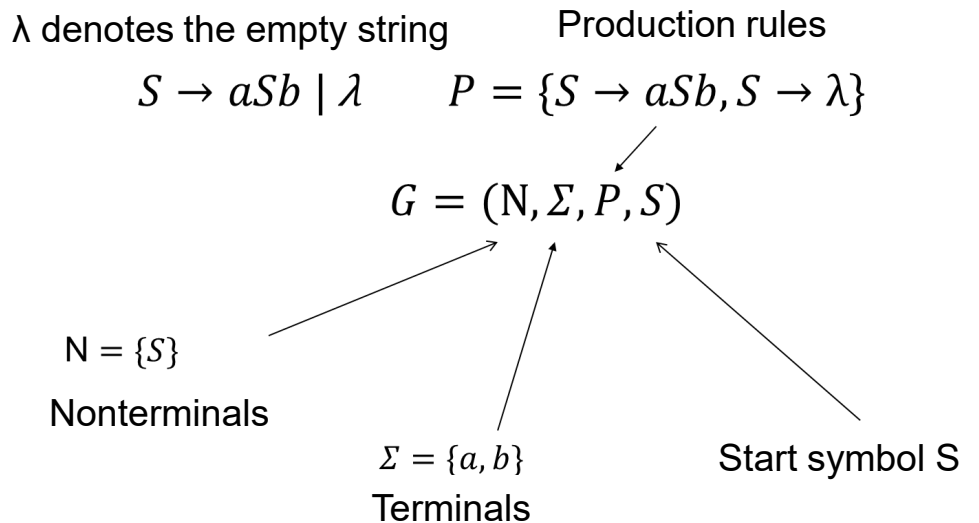 λ denotes the empty string
Production rules
S → aSb | λ
P = {S → aSb, S → λ}
G = (N, Σ, P, S)
N = {S}
Nonterminals
Σ = {a, b}
Terminals
Start symbol S